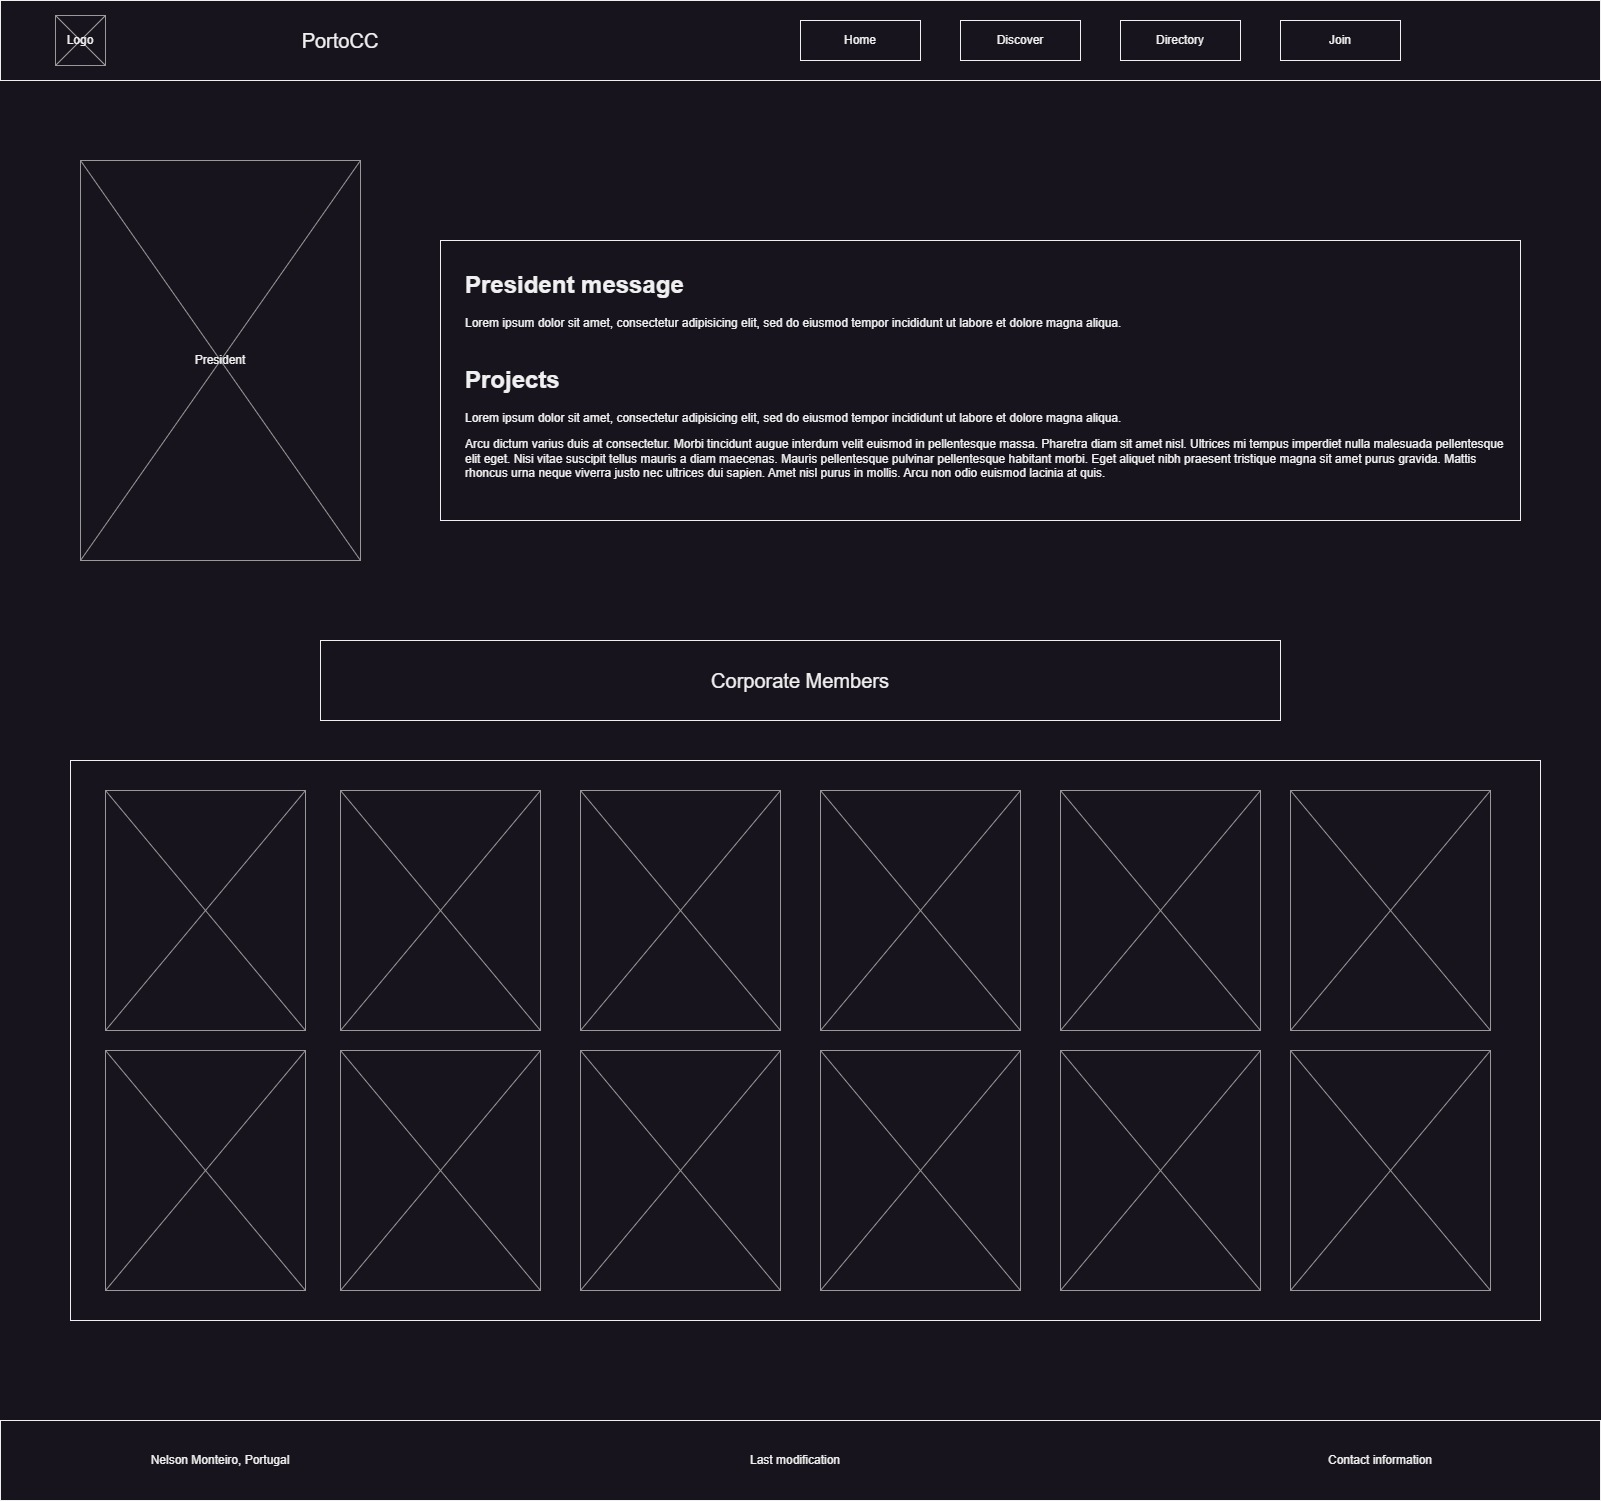 Logo
PortoCC
Home
Discover
Directory
Join
President
President message
Lorem ipsum dolor sit amet, consectetur adipisicing elit, sed do eiusmod tempor incididunt ut labore et dolore magna aliqua.
Projects
Lorem ipsum dolor sit amet, consectetur adipisicing elit, sed do eiusmod tempor incididunt ut labore et dolore magna aliqua.
Arcu dictum varius duis at consectetur. Morbi tincidunt augue interdum velit euismod in pellentesque massa. Pharetra diam sit amet nisl. Ultrices mi tempus imperdiet nulla malesuada pellentesque
elit eget. Nisi vitae suscipit tellus mauris a diam maecenas. Mauris pellentesque pulvinar pellentesque habitant morbi. Eget aliquet nibh praesent tristique magna sit amet purus gravida. Mattis
rhoncus urna neque viverra justo nec ultrices dui sapien. Amet nisl purus in mollis. Arcu non odio euismod lacinia at quis.
Corporate Members
Nelson Monteiro, Portugal
Last modification
Contact information